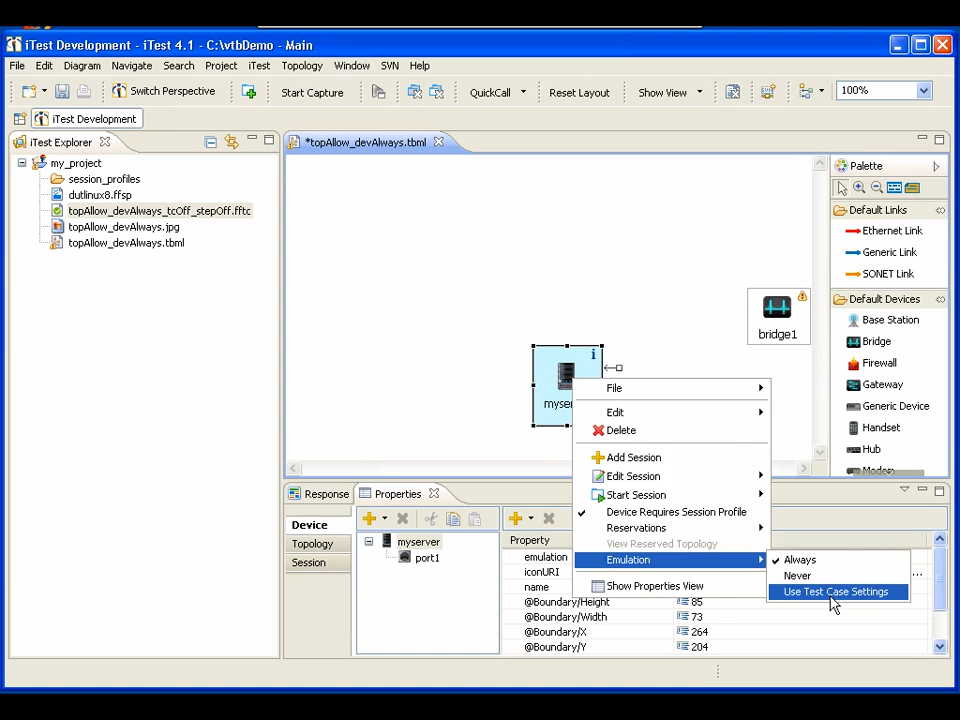 iTest Development - iTest 4.1 - C:\vtbDemo - Main
File Edit Diagram Navigate Search Project iTest Topology Window SVN Help
Switch Perspective Start Capture QuickCall Reset Layout Show View 100%
iTest Development
iTest Explorer
my_project
session_profiles
dutlinux8.ffsp
topAllow_devAlways_tcOff_stepOff.fftc
topAllow_devAlways.jpg
topAllow_devAlways.tbml
*topAllow_devAlways.tbml
bridge1
i
File
Edit
Delete
Add Session
Edit Session
Start Session
Device Requires Session Profile
Reservations
View Reserved Topology
Emulation
Show Properties View
Always
Never
Use Test Case Settings
Palette
Default Links
Ethernet Link
Generic Link
SONET Link
Default Devices
Base Station
Bridge
Firewall
Gateway
Generic Device
Handset
Hub
Modem
Response Properties
Device
Topology
Session
myserver
port1
Property
emulation
iconURI
name
@Boundary/Height 85
@Boundary/Width 73
@Boundary/X 264
@Boundary/Y 204